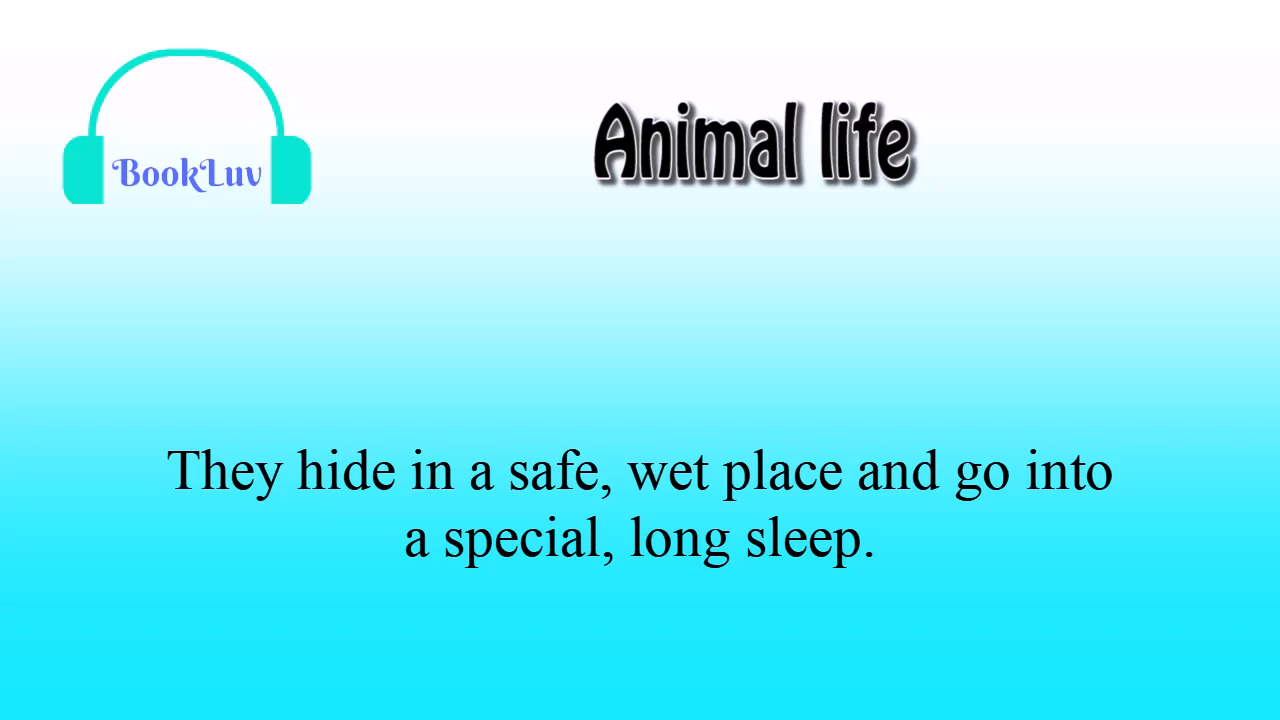 BookLuv
Animal life
They hide in a safe, wet place and go into
a special, long sleep.